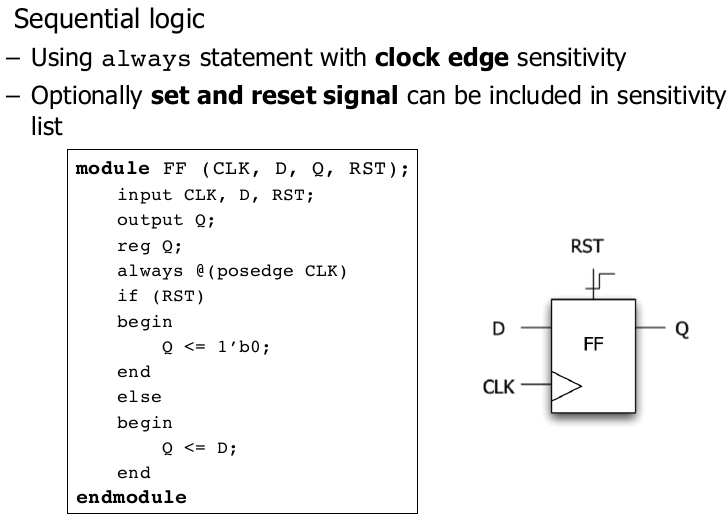 Sequential logic
– Using always statement with clock edge sensitivity
– Optionally set and reset signal can be included in sensitivity
list
module FF (CLK, D, Q, RST);
input CLK, D, RST;
output Q;
reg Q;
always @(posedge CLK)
if (RST)
begin
Q <= 1’b0;
end
else
begin
Q <= D;
end
endmodule
RST
D
FF
Q
CLK